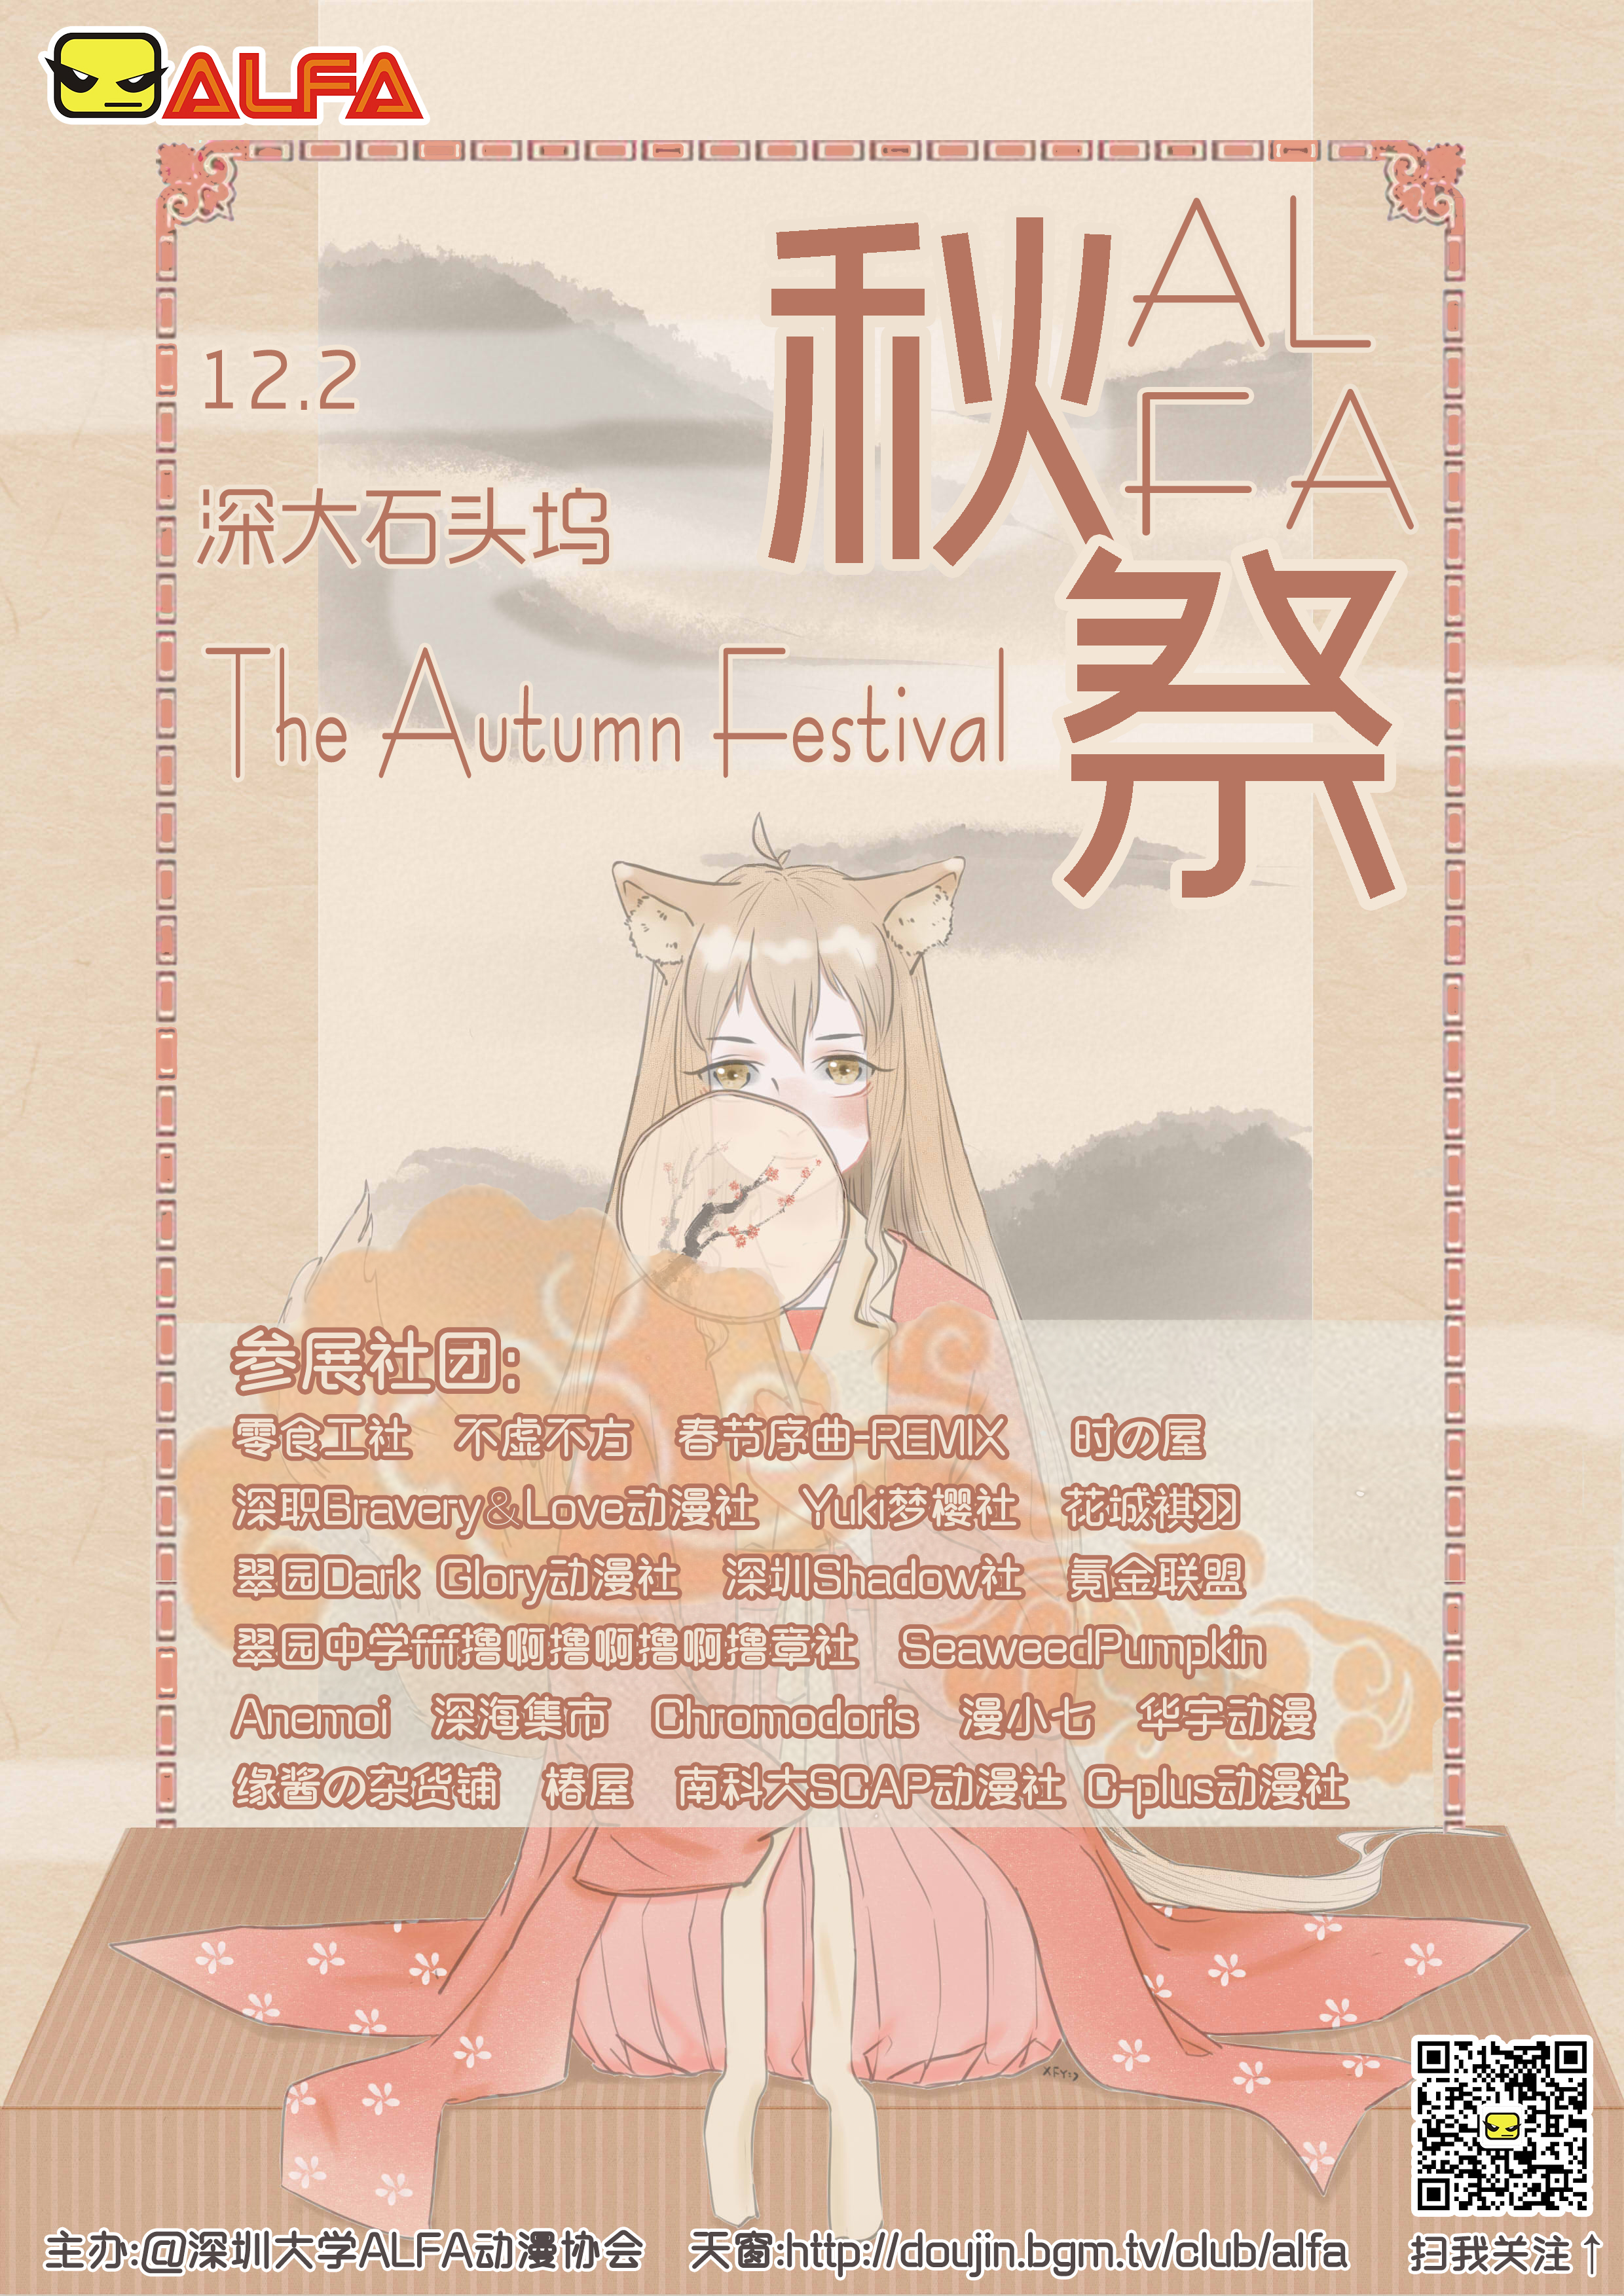 ALFA
秋祭
AL
FA
12.2
深大石头坞
The Autumn Festival
参展社团:
零食工社 不虚不方 春节序曲-REMIX 时の屋
深职Bravery&Love动漫社 Yuki梦樱社 花城祺羽
翠园Dark Glory动漫社 深圳Shadow社 氪金联盟
翠园中学ffff撸啊撸啊撸啊撸章社 SeaweedPumpkin
Anemoi 深海集市 Chromodoris 漫小七 华宇动漫
缘酱の杂货铺 椿屋 南科大SCAP动漫社 C-plus动漫社
XFY:)
主办:@深圳大学ALFA动漫协会 天窗:http://doujin.bgm.tv/club/alfa 扫我关注↑